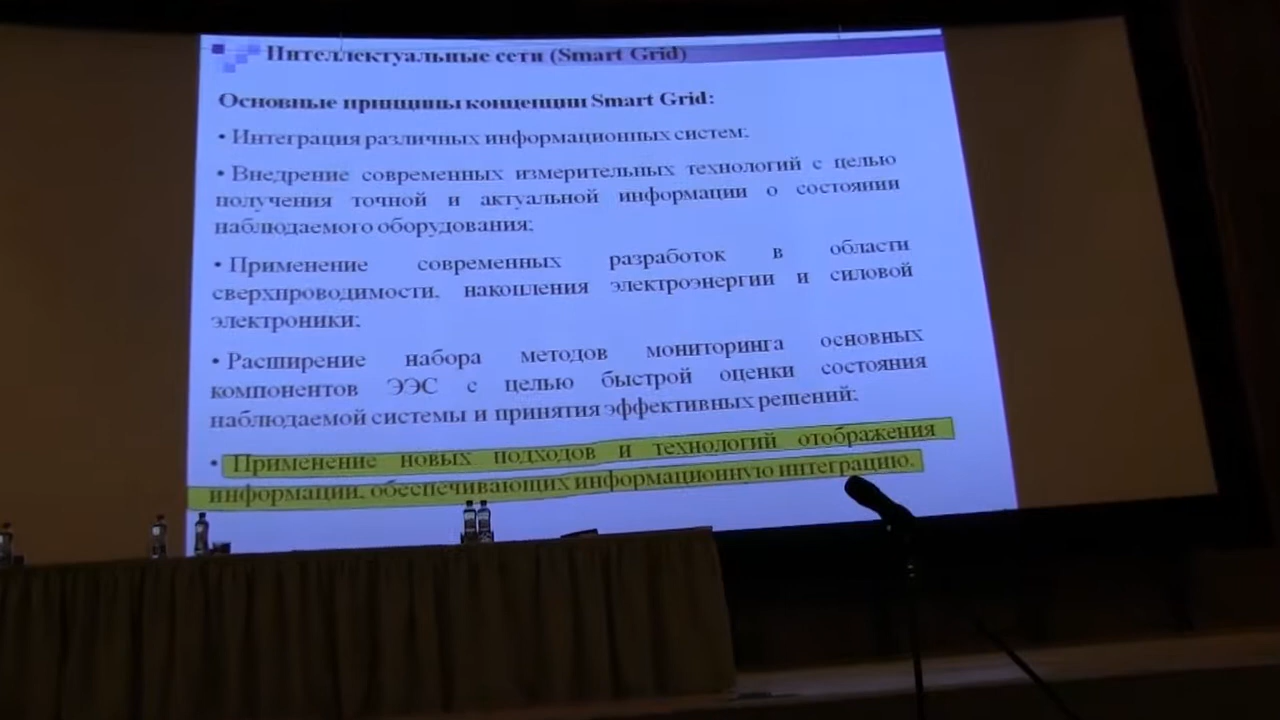 Интеллектуальные сети (Smart Grid)
Основные принципы концепции Smart Grid:
• Интеграция различных информационных систем;
• Внедрение современных измерительных технологий с целью
получения точной и актуальной информации о состоянии
наблюдаемого оборудования;
• Применение современных разработок в области
сверхпроводимости, накопления электроэнергии и силовой
электроники;
• Расширение набора методов мониторинга основных
компонентов ЭЭС с целью быстрой оценки состояния
наблюдаемой системы и принятия эффективных решений;
• Применение новых подходов и технологий отображения
информации, обеспечивающих информационную интеграцию.